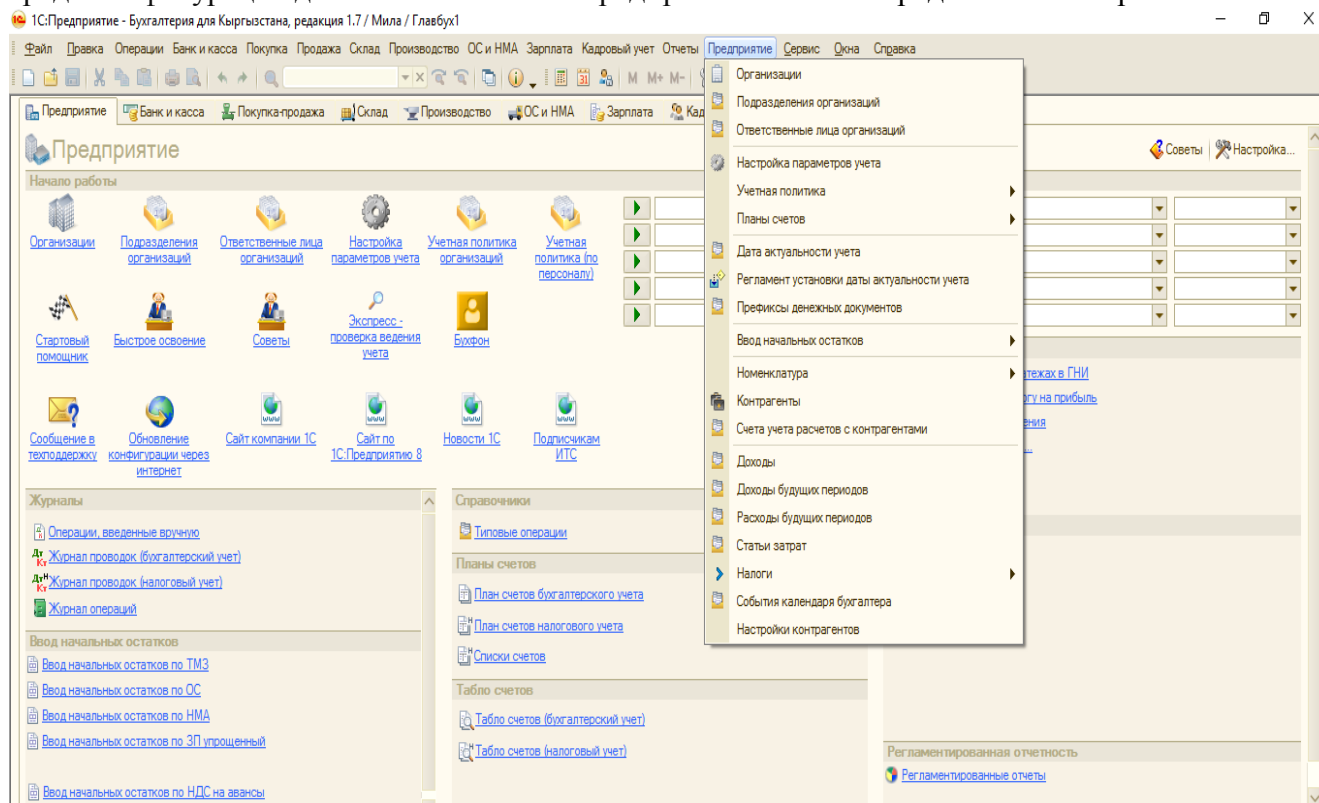 1С:Предприятие - Бухгалтерия для Кыргызстана, редакция 1.7 / Мила / Главбух1
Файл Правка Операции Банк и касса Покупка Продажа Склад Производство ОС и НМА Зарплата Кадровый учет Отчеты Предприятие Сервис Окна Справка
M M+ M-
Предприятие Банк и касса Покупка-продажа Склад Производство ОС и НМА Зарплата Кад
Предприятие
Советы Настройка...
Начало работы
Организации Подразделения организаций Ответственные лица организаций Настройка параметров учета Учетная политика организаций Учетная политика (по персоналу)
Стартовый помощник Быстрое освоение Советы Экспресс - проверка ведения учета Бухфон
Сообщение в техподдержку Обновление конфигурации через интернет Сайт компании 1С Сайт по 1С:Предприятию 8 Новости 1С Подписчикам ИТС
Журналы
Операции, введенные вручную
Журнал проводок (бухгалтерский учет)
Журнал проводок (налоговый учет)
Журнал операций
Ввод начальных остатков
Ввод начальных остатков по ТМЗ
Ввод начальных остатков по ОС
Ввод начальных остатков по НМА
Ввод начальных остатков по ЗП упрощенный
Ввод начальных остатков по НДС на авансы
Справочники
Типовые операции
Планы счетов
План счетов бухгалтерского учета
План счетов налогового учета
Списки счетов
Табло счетов
Табло счетов (бухгалтерский учет)
Табло счетов (налоговый учет)
Организации
Подразделения организаций
Ответственные лица организаций
Настройка параметров учета
Учетная политика
Планы счетов
Дата актуальности учета
Регламент установки даты актуальности учета
Префиксы денежных документов
Ввод начальных остатков
Номенклатура
Контрагенты
Счета учета расчетов с контрагентами
Доходы
Доходы будущих периодов
Расходы будущих периодов
Статьи затрат
Налоги
События календаря бухгалтера
Настройки контрагентов
тежах в ГНИ
огу на прибыль
ения
...
Регламентированная отчетность
Регламентированные отчеты